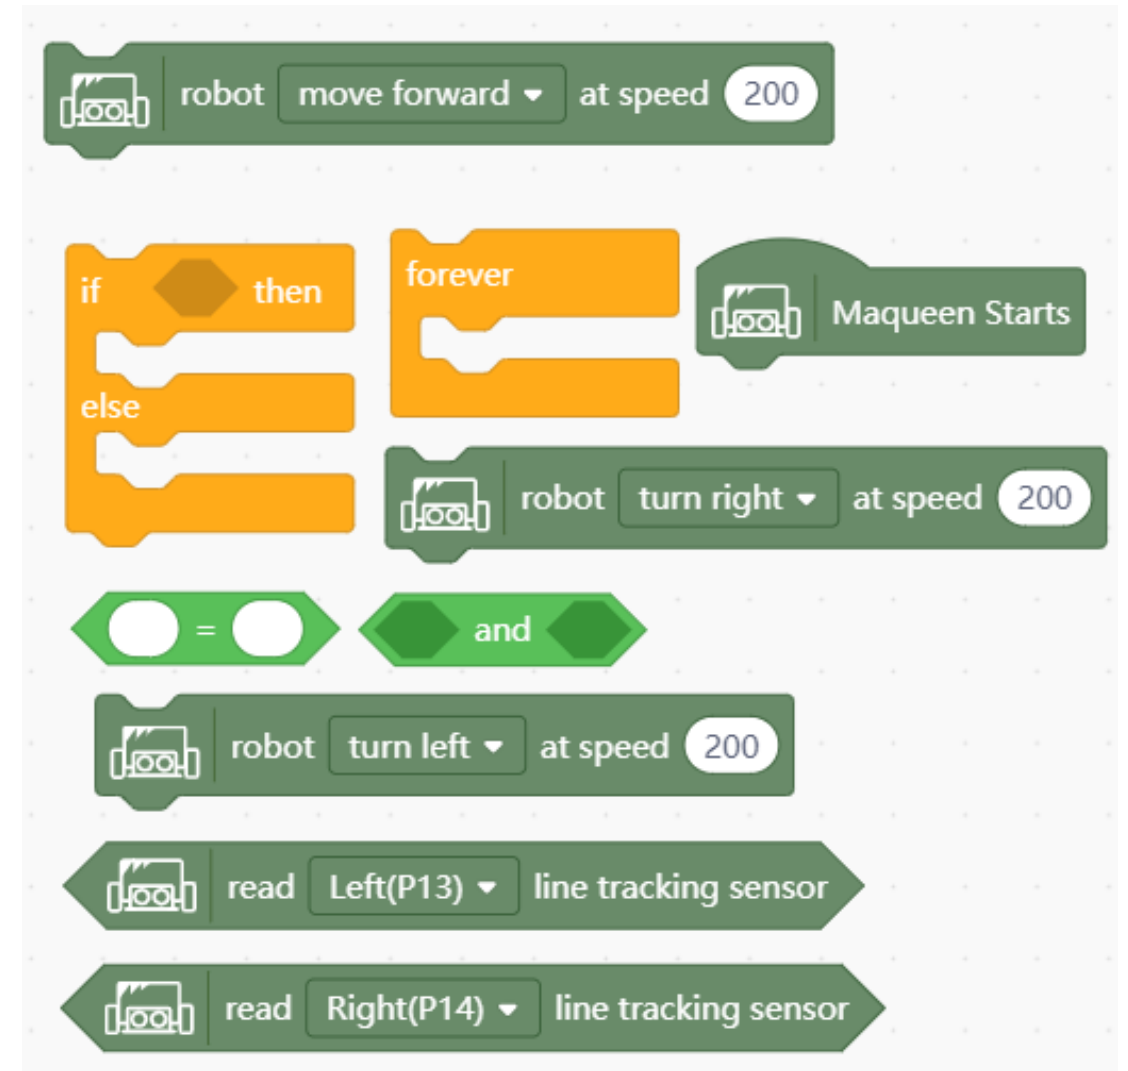 robot move forward at speed 200
if then
forever
Maqueen Starts
else
robot turn right at speed 200
=
and
robot turn left at speed 200
read Left(P13) line tracking sensor
read Right(P14) line tracking sensor